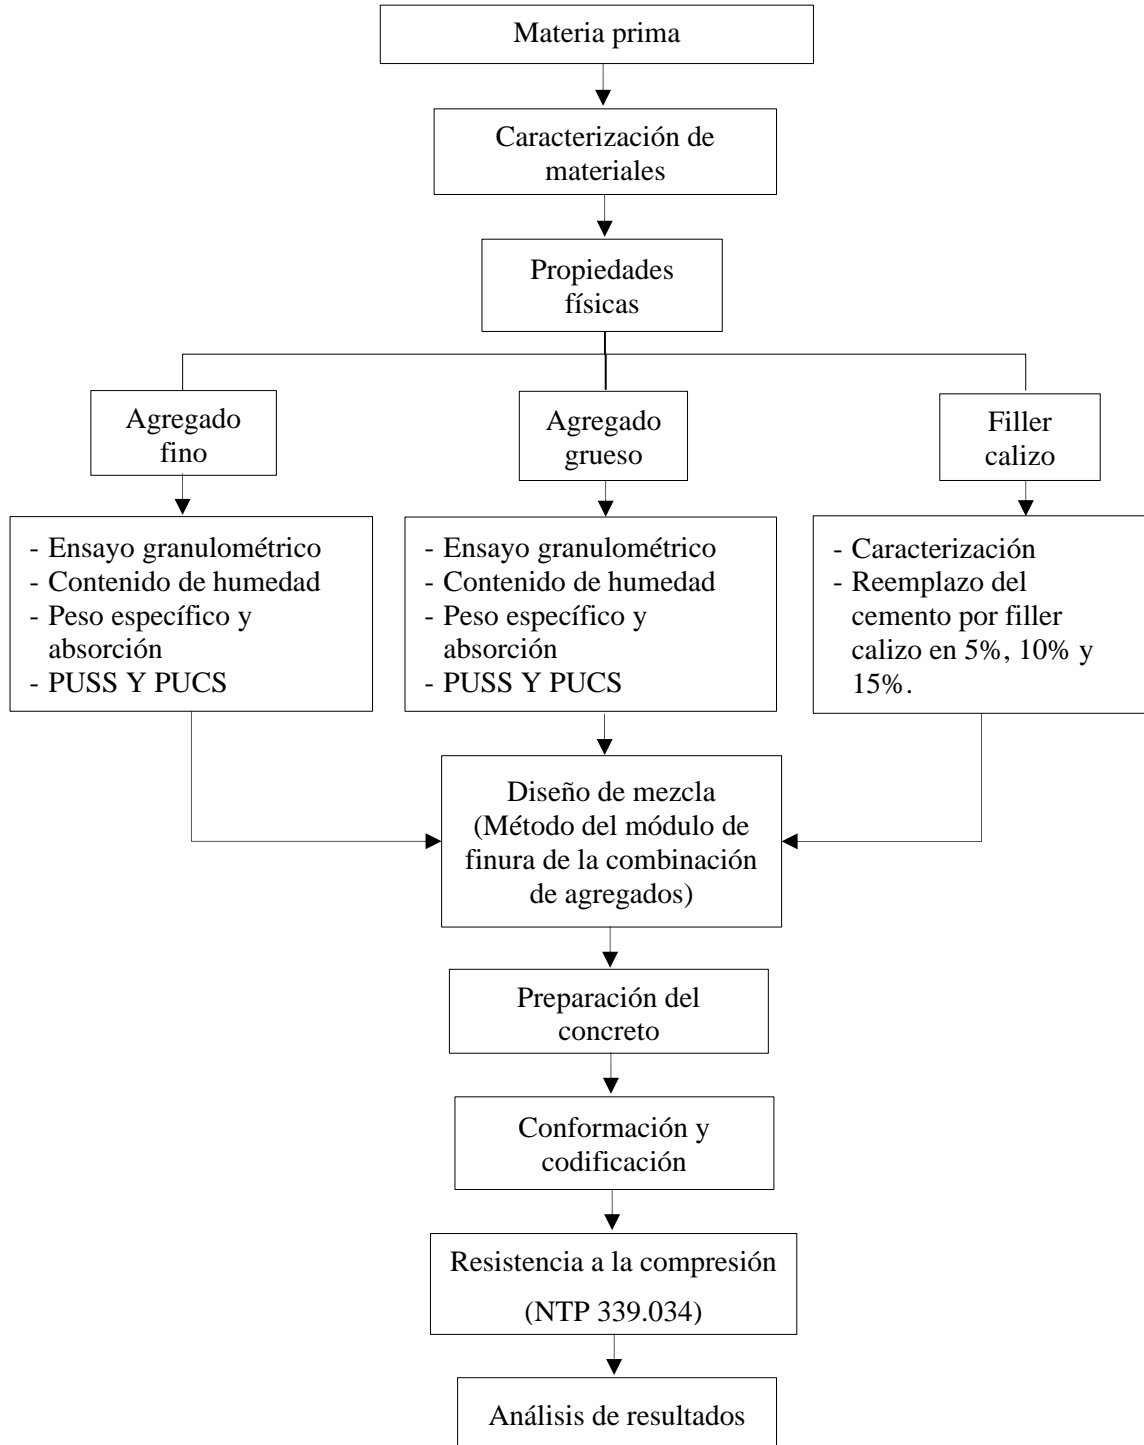 Materia prima
Caracterización de
materiales
Propiedades
físicas
Agregado
fino
Agregado
grueso
Filler
calizo
- Ensayo granulométrico
- Contenido de humedad
- Peso específico y
absorción
- PUSS Y PUCS
- Ensayo granulométrico
- Contenido de humedad
- Peso específico y
absorción
- PUSS Y PUCS
- Caracterización
- Reemplazo del
cemento por filler
calizo en 5%, 10% y
15%.
Diseño de mezcla
(Método del módulo de
finura de la combinación
de agregados)
Preparación del
concreto
Conformación y
codificación
Resistencia a la compresión
(NTP 339.034)
Análisis de resultados